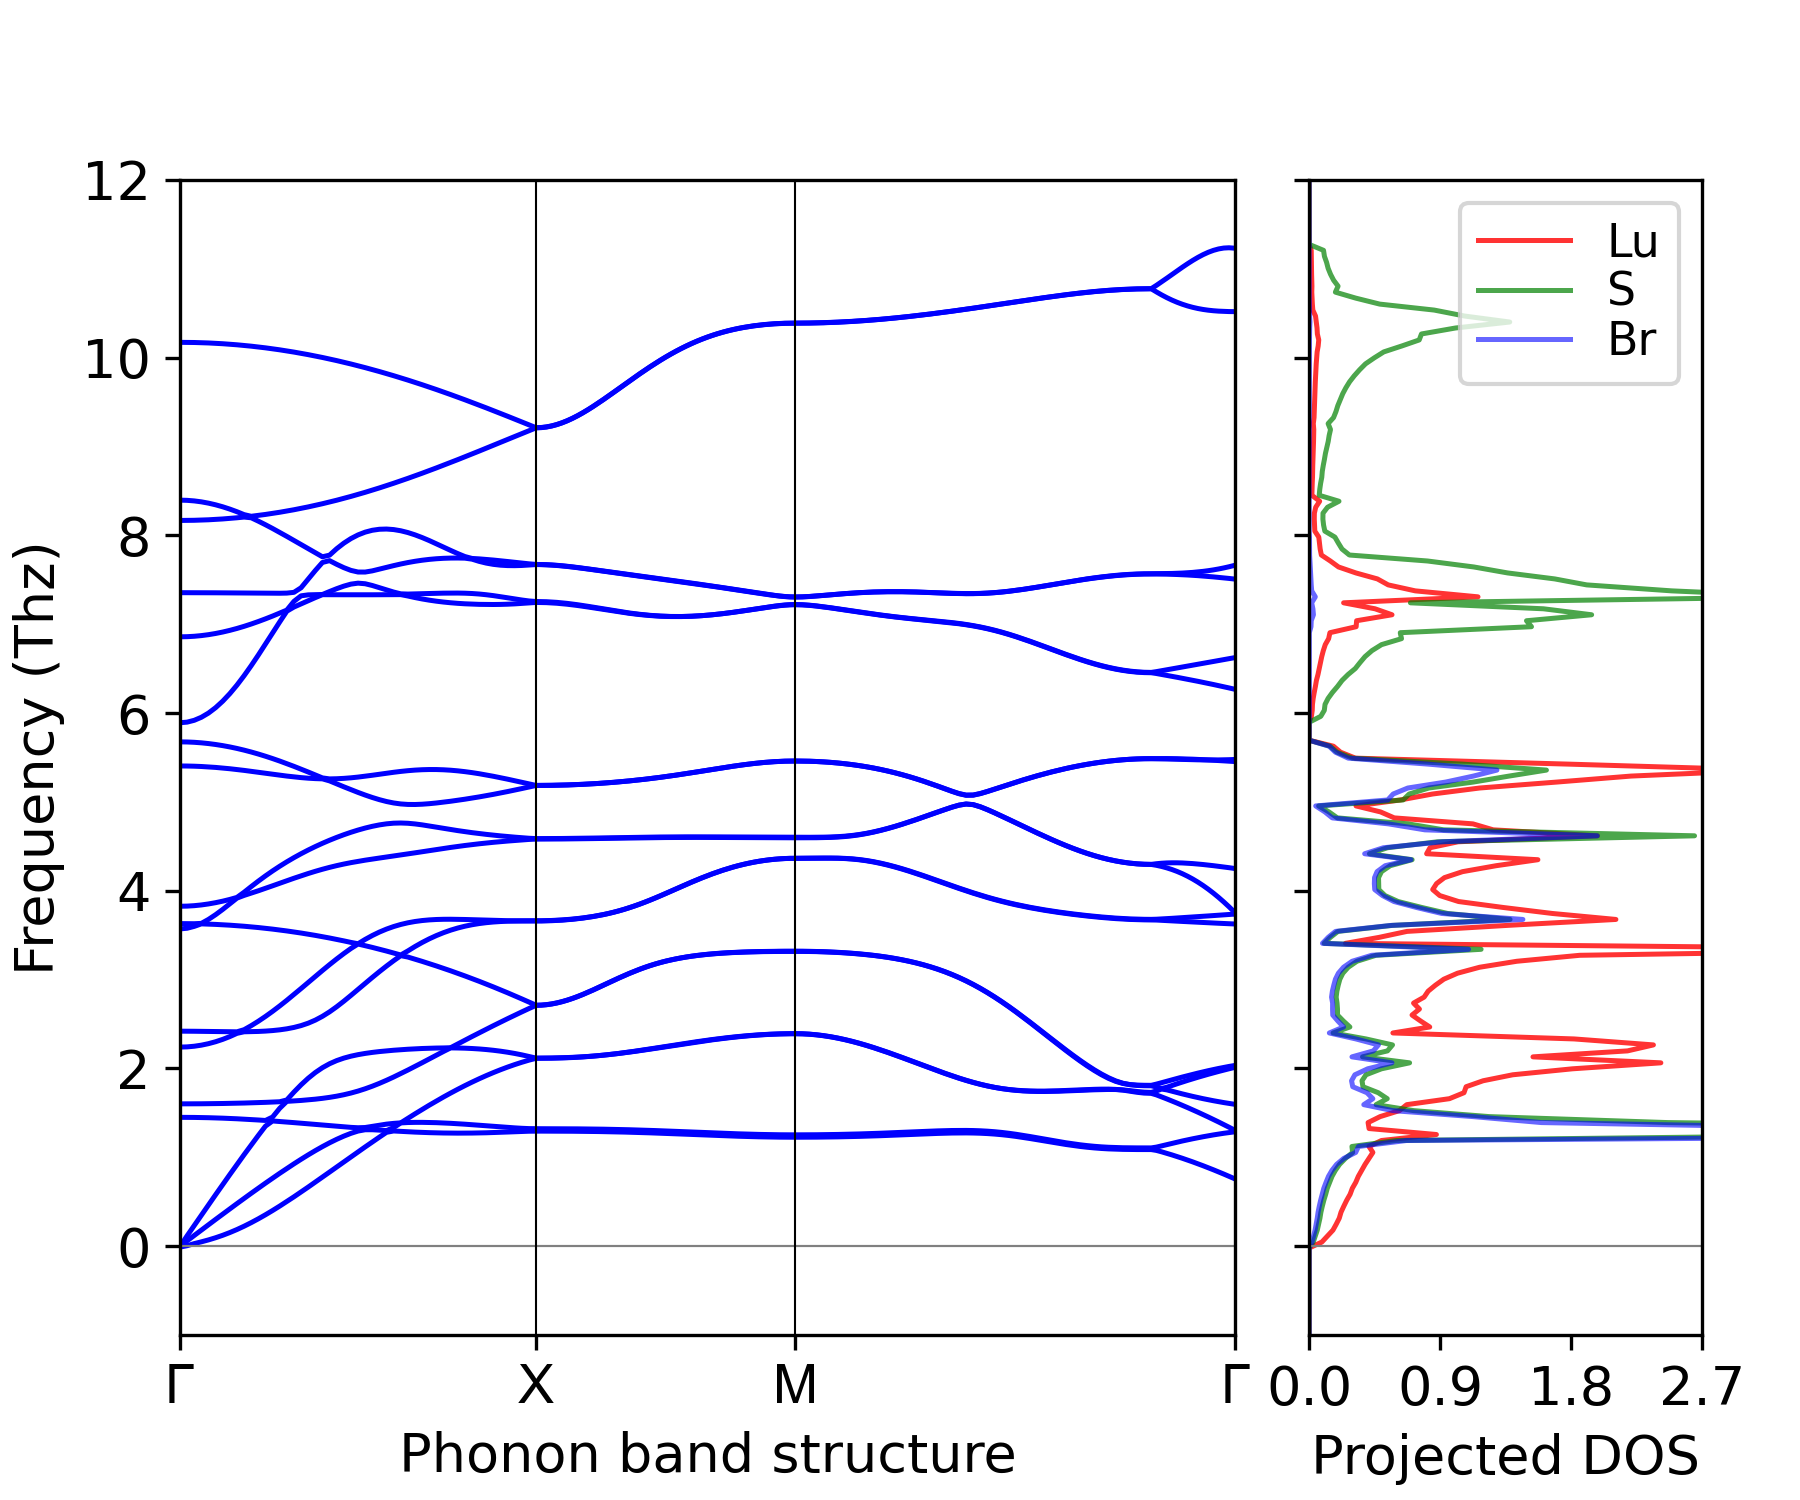 12
10
8
6
4
2
0
Frequency (Thz)
Γ X M Γ
Phonon band structure
Lu
S
Br
0.0 0.9 1.8 2.7
Projected DOS